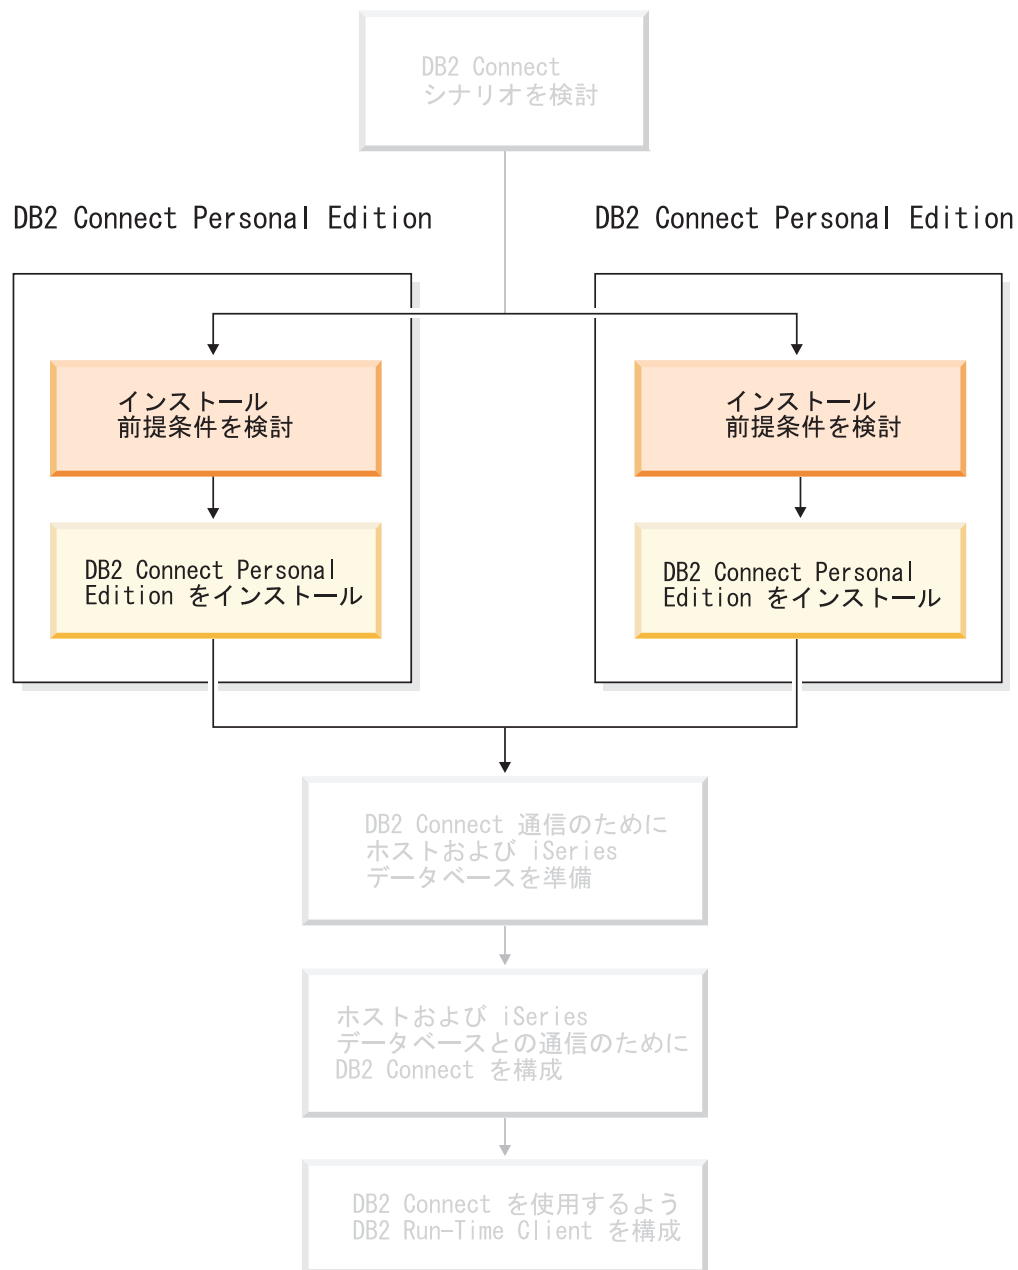 DB2 Connect
シナリオを検討
DB2 Connect Personal Edition
DB2 Connect Personal Edition
インストール
前提条件を検討
インストール
前提条件を検討
DB2 Connect Personal
Edition をインストール
DB2 Connect Personal
Edition をインストール
DB2 Connect 通信のために
ホストおよび iSeries
データベースを準備
ホストおよび iSeries
データベースとの通信のために
DB2 Connect を構成
DB2 Connect を使用するよう
DB2 Run-Time Client を構成